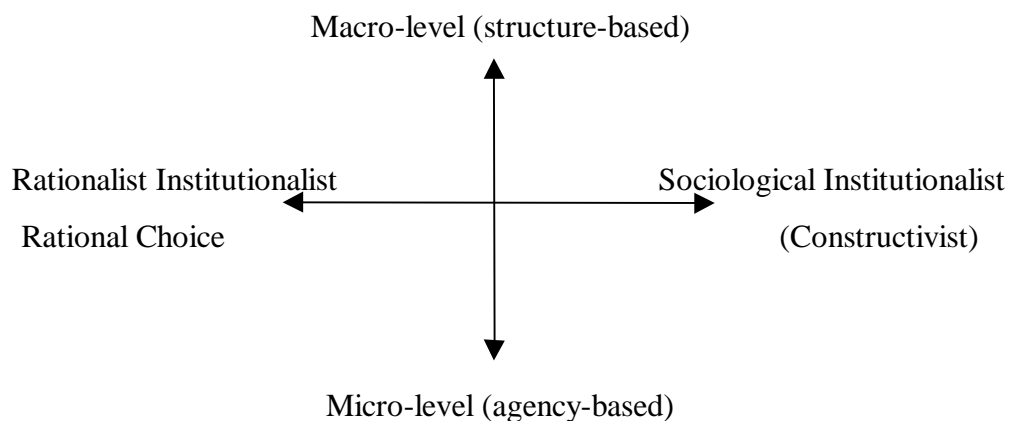 Macro-level (structure-based)
Rationalist Institutionalist
Sociological Institutionalist
Rational Choice
(Constructivist)
Micro-level (agency-based)